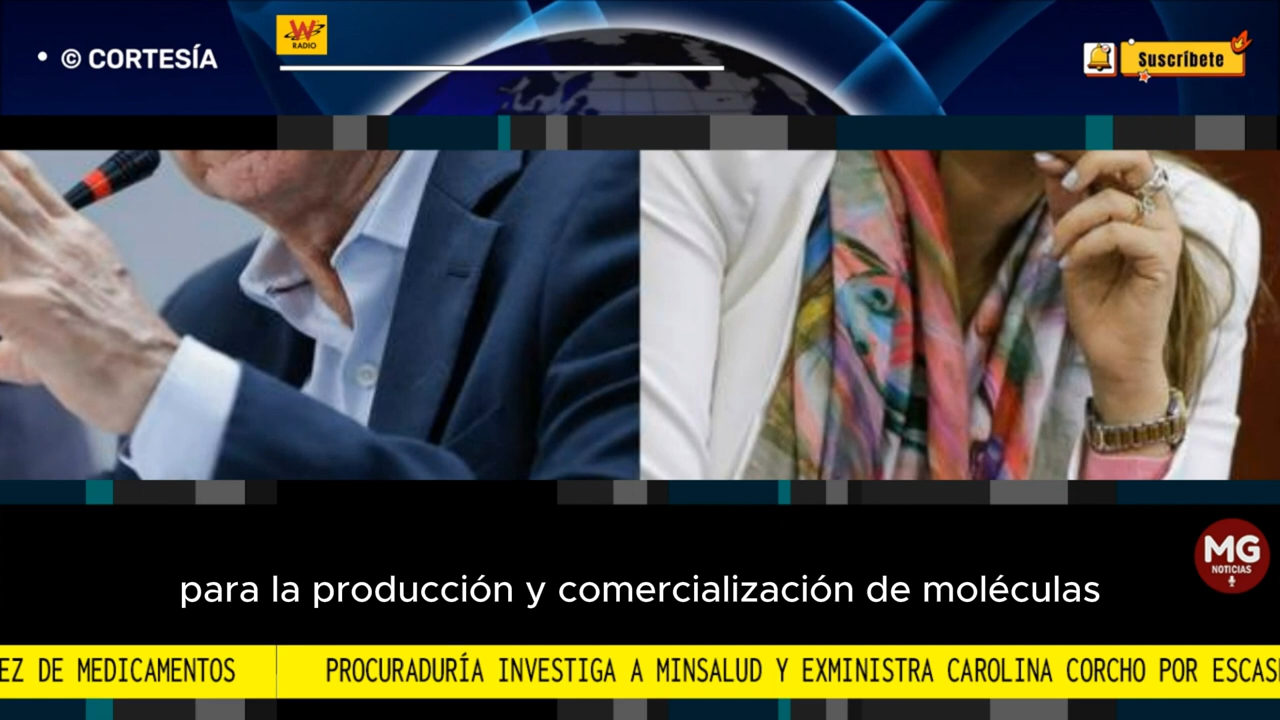 • © CORTESÍA
W
RADIO
Suscríbete
para la producción y comercialización de moléculas
MG
NOTICIAS
EZ DE MEDICAMENTOS
PROCURADURÍA INVESTIGA A MINSALUD Y EXMINISTRA CAROLINA CORCHO POR ESCAS